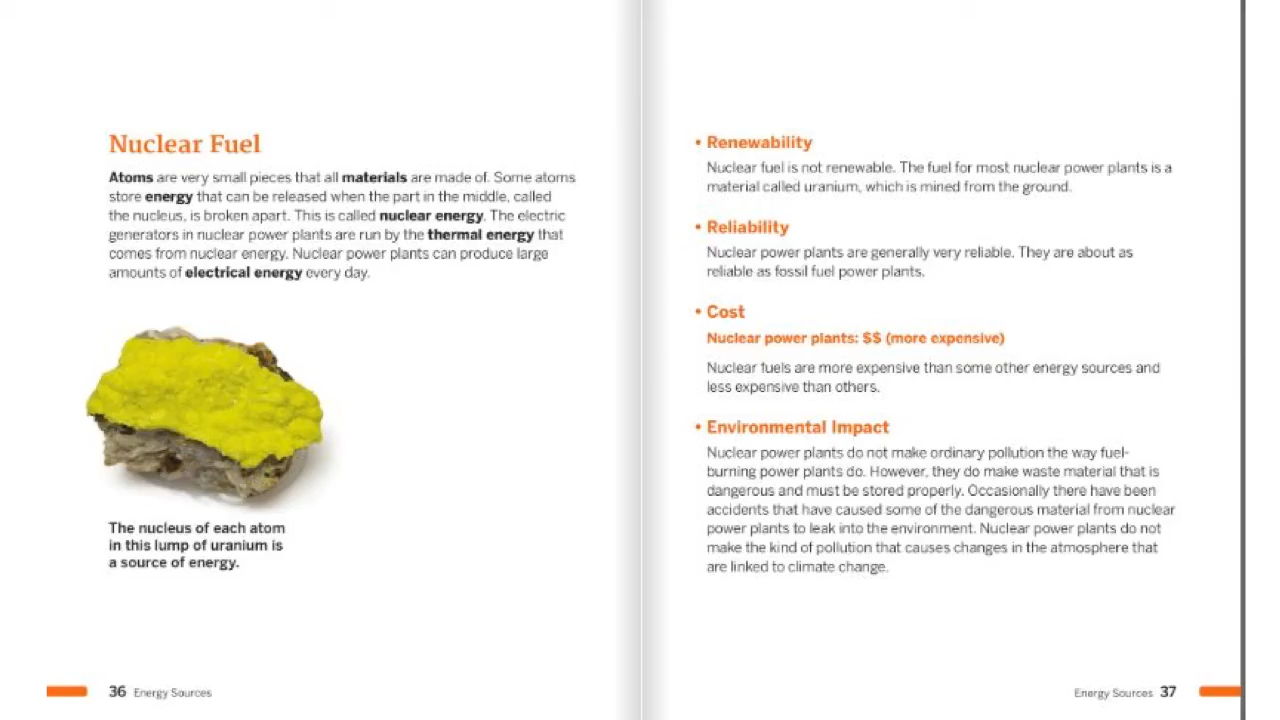 Nuclear Fuel
Atoms are very small pieces that all materials are made of. Some atoms
store energy that can be released when the part in the middle, called
the nucleus, is broken apart. This is called nuclear energy. The electric
generators in nuclear power plants are run by the thermal energy that
comes from nuclear energy. Nuclear power plants can produce large
amounts of electrical energy every day.
The nucleus of each atom
in this lump of uranium is
a source of energy.
36 Energy Sources
• Renewability
Nuclear fuel is not renewable. The fuel for most nuclear power plants is a
material called uranium, which is mined from the ground.
• Reliability
Nuclear power plants are generally very reliable. They are about as
reliable as fossil fuel power plants.
• Cost
Nuclear power plants: $$ (more expensive)
Nuclear fuels are more expensive than some other energy sources and
less expensive than others.
• Environmental Impact
Nuclear power plants do not make ordinary pollution the way fuel-
burning power plants do. However, they do make waste material that is
dangerous and must be stored properly. Occasionally there have been
accidents that have caused some of the dangerous material from nuclear
power plants to leak into the environment. Nuclear power plants do not
make the kind of pollution that causes changes in the atmosphere that
are linked to climate change.
Energy Sources 37